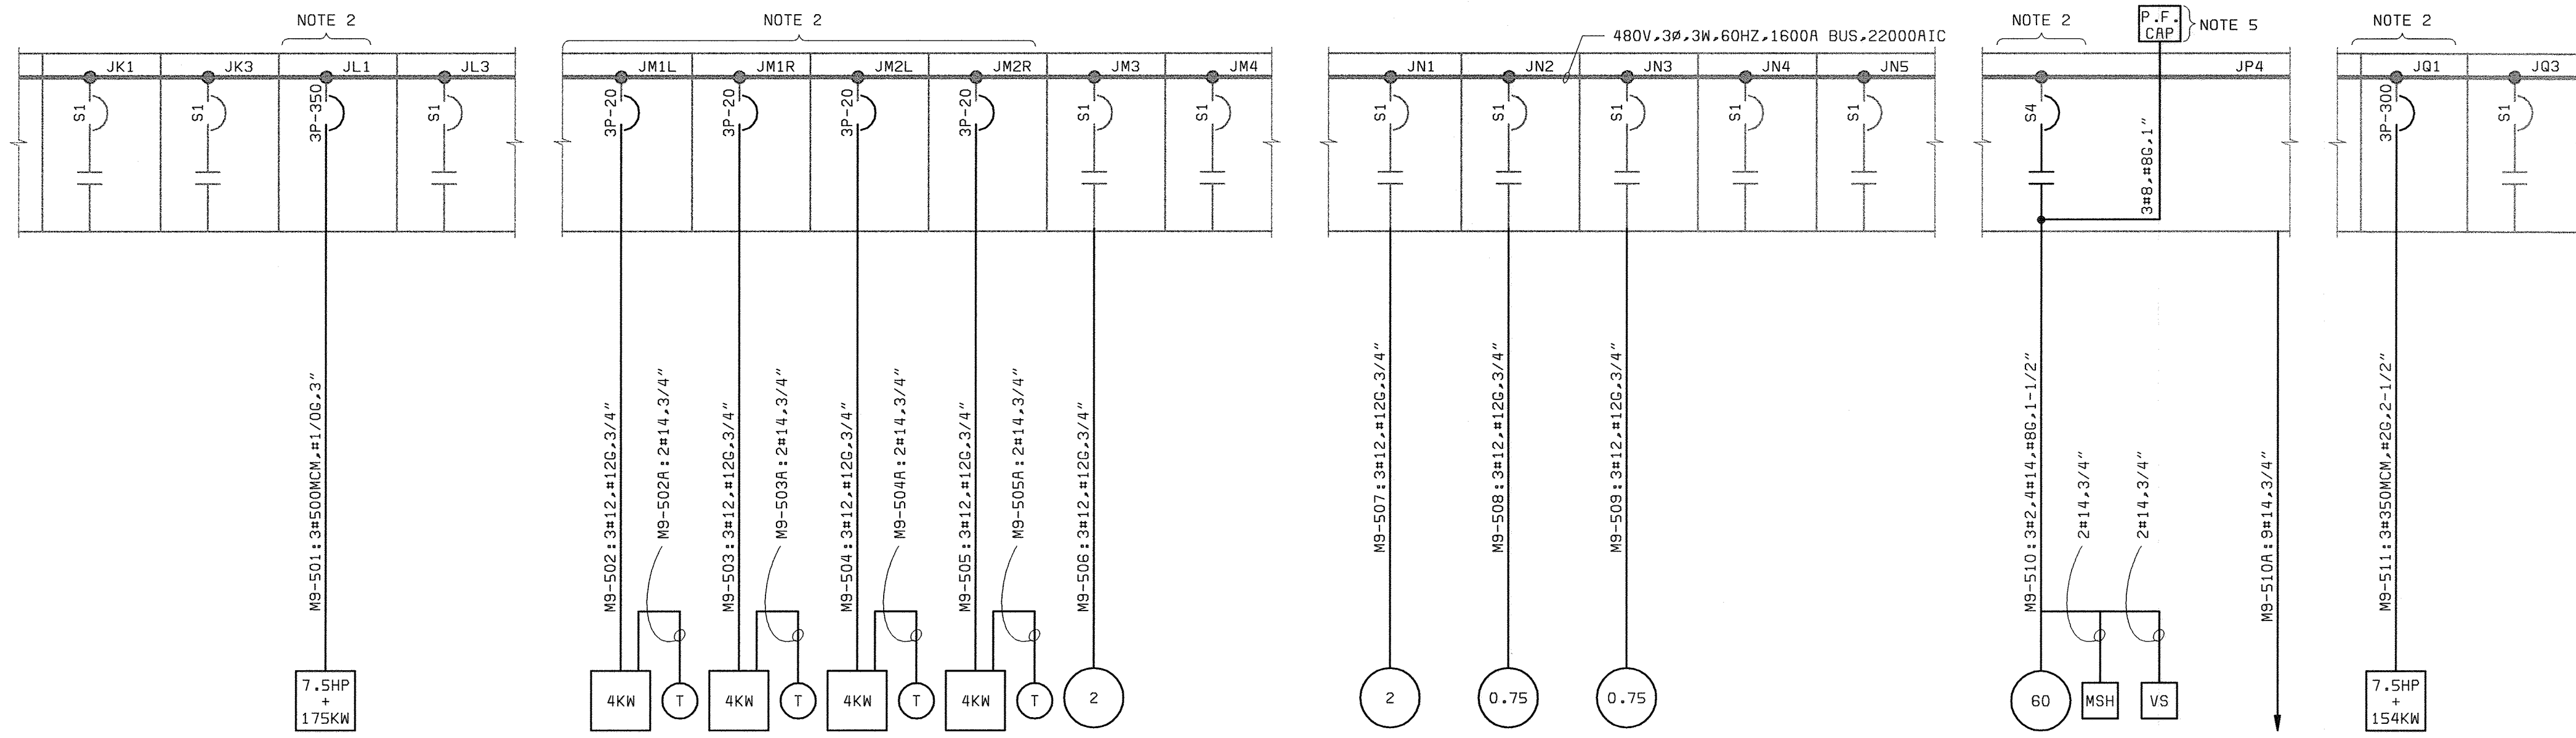 NOTE 2
NOTE 2
NOTE 2
P.F.
CAP
NOTE 5
NOTE 2
480V,3Ø,3W,60HZ,1600A BUS,22000AIC
JK1
JK3
JL1
JL3
JM1L
JM1R
JM2L
JM2R
JM3
JM4
JN1
JN2
JN3
JN4
JN5
JP4
JQ1
JQ3
S1
S1
3P-350
S1
3P-20
3P-20
3P-20
3P-20
S1
S1
S1
S1
S1
S1
S1
S4
3#8,#8G,1"
3P-300
S1
M9-501:3#500MCM,#1/0G,3"
M9-502:3#12,#12G,3/4"
M9-502A:2#14,3/4"
M9-503:3#12,#12G,3/4"
M9-503A:2#14,3/4"
M9-504:3#12,#12G,3/4"
M9-504A:2#14,3/4"
M9-505:3#12,#12G,3/4"
M9-505A:2#14,3/4"
M9-506:3#12,#12G,3/4"
M9-507:3#12,#12G,3/4"
M9-508:3#12,#12G,3/4"
M9-509:3#12,#12G,3/4"
M9-510:3#2,4#14,#8G,1-1/2"
2#14,3/4"
2#14,3/4"
M9-510A:9#14,3/4"
M9-511:3#350MCM,#2G,2-1/2"
7.5HP
+
175KW
4KW
T
4KW
T
4KW
T
4KW
T
2
2
0.75
0.75
60
MSH
VS
7.5HP
+
154KW